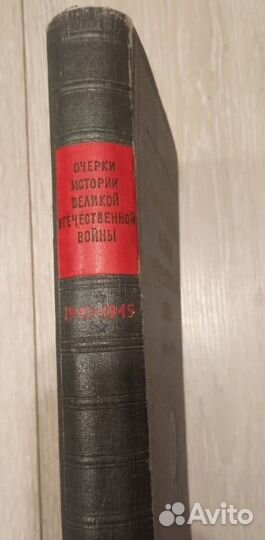 ОЧЕРКИ
ИСТОРИИ
ВЕЛИКОЙ
ОТЕЧЕСТВЕННОЙ
ВОЙНЫ
1941-1945
Avito